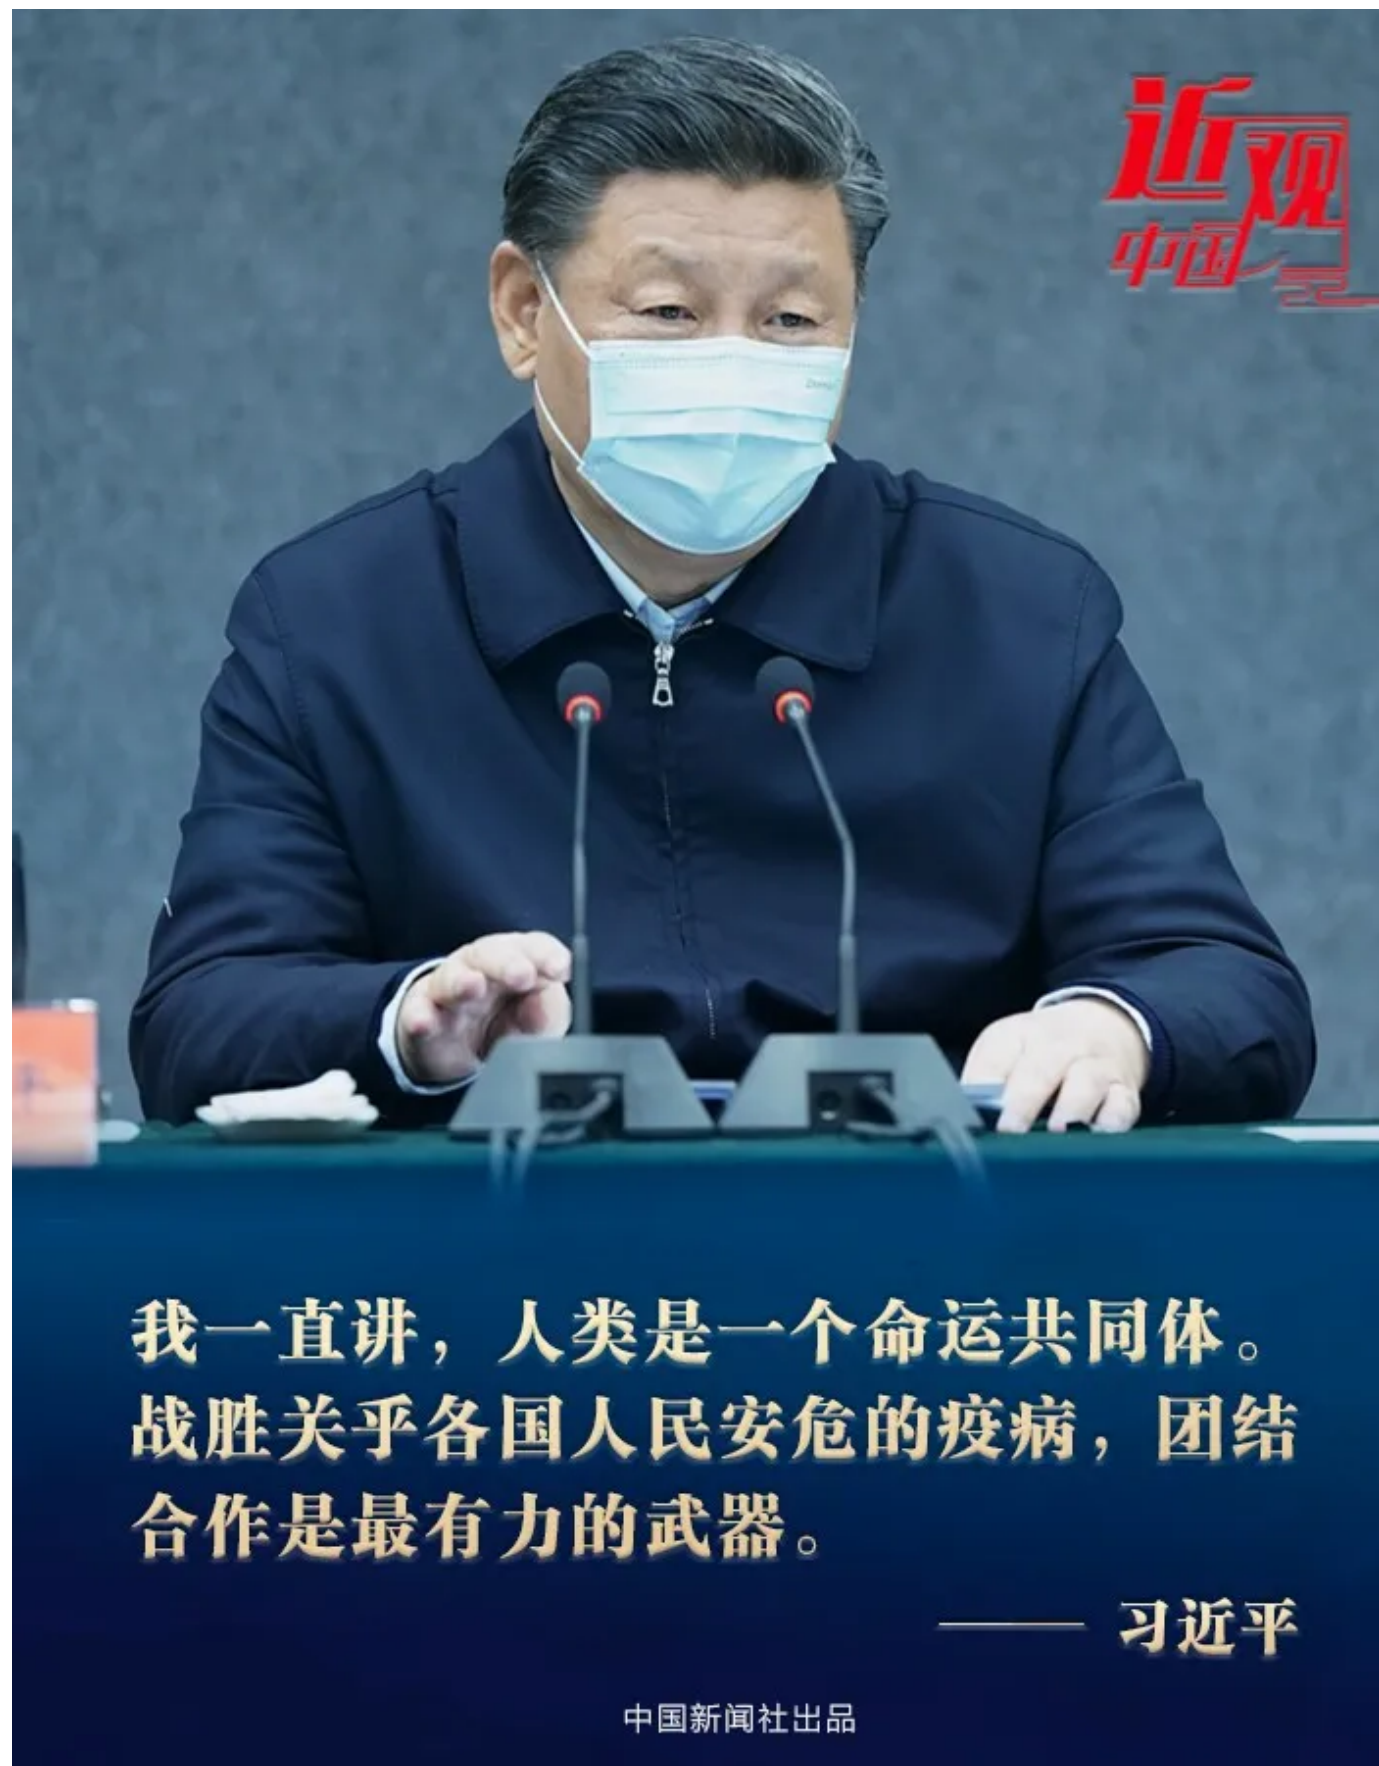 近观
中国
我一直讲，人类是一个命运共同体。
战胜关乎各国人民安危的疫病，团结
合作是最有力的武器。
—— 习近平
中国新闻社出品